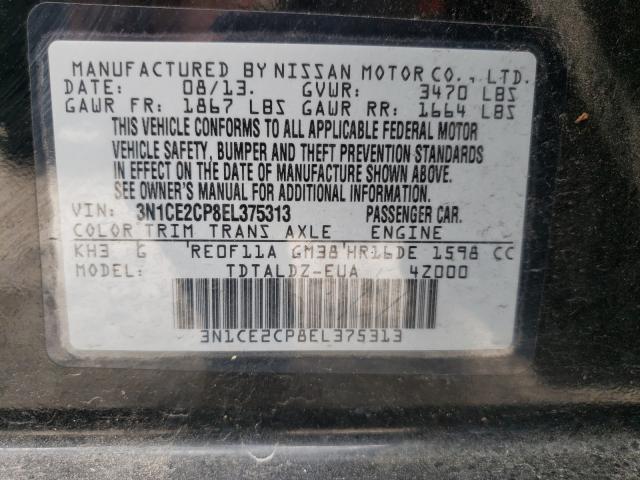 MANUFACTURED BY NISSAN MOTOR CO., LTD.
DATE: 08/13. GVWR: 3470 LBS
GAWR FR: 1867 LBS GAWR RR: 1664 LBS
THIS VEHICLE CONFORMS TO ALL APPLICABLE FEDERAL MOTOR
VEHICLE SAFETY, BUMPER AND THEFT PREVENTION STANDARDS
IN EFFECT ON THE DATE OF MANUFACTURE SHOWN ABOVE.
SEE OWNER'S MANUAL FOR ADDITIONAL INFORMATION.
VIN: 3N1CE2CP8EL375313 PASSENGER CAR.
COLOR TRIM TRANS AXLE ENGINE
KH3 G RE0F11A GM38 HR16DE 1598 CC
MODEL: TDTALDZ-EUA 4Z000
3N1CE2CP8EL375313